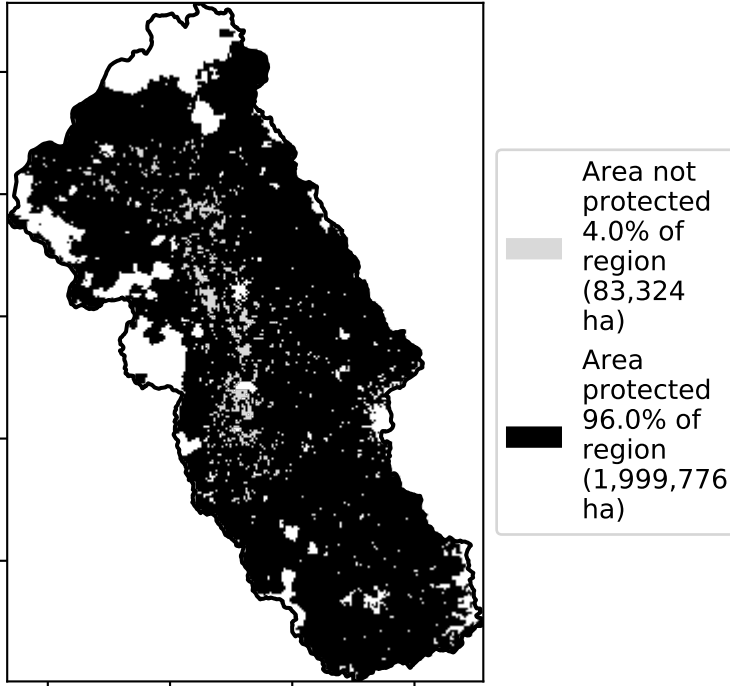 Area not
protected
4.0% of
region
(83,324
ha)
Area
protected
96.0% of
region
(1,999,776
ha)